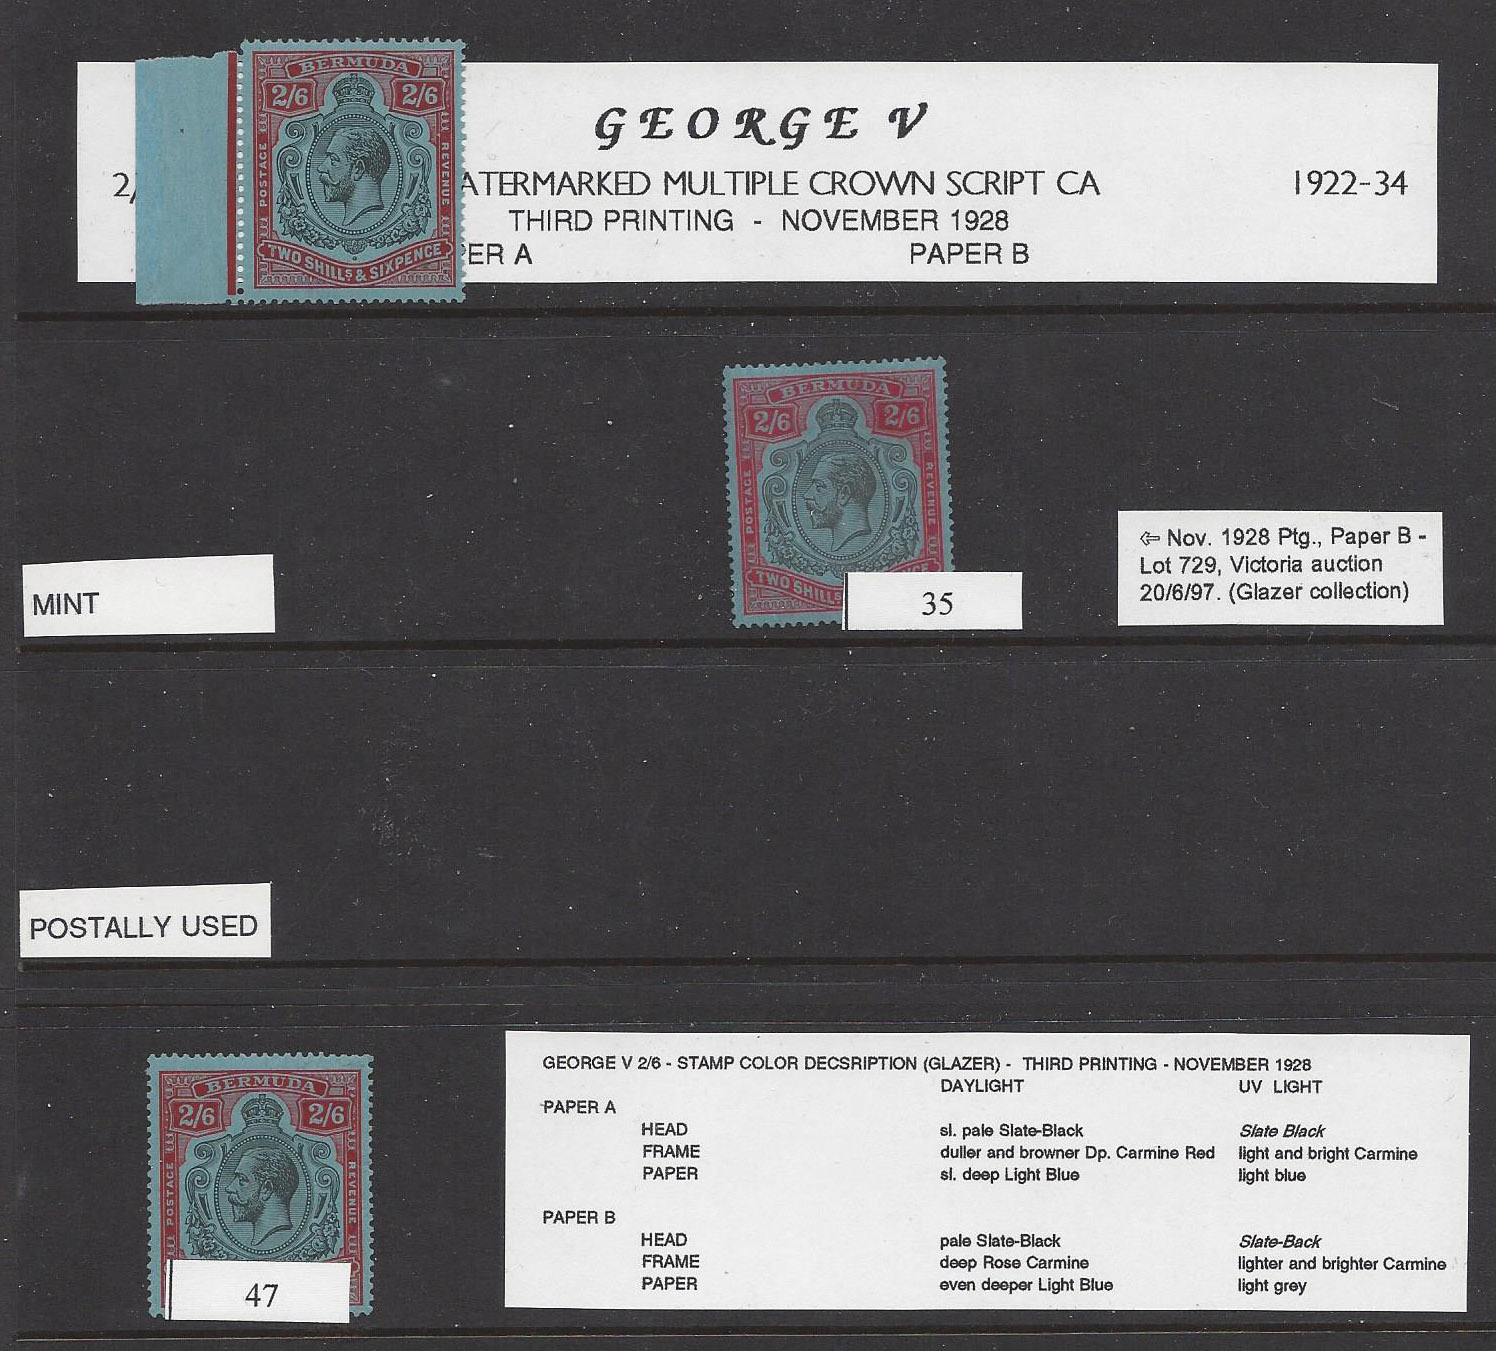 BERMUDA
2/6 2/6
POSTAGE REVENUE
TWO SHILLS & SIXPENCE
GEORGE V
2/ ATERMARKED MULTIPLE CROWN SCRIPT CA 1922-34
THIRD PRINTING - NOVEMBER 1928
PER A PAPER B
BERMUDA
2/6 2/6
POSTAGE REVENUE
TWO SHILLS
35
⇐ Nov. 1928 Ptg., Paper B -
Lot 729, Victoria auction
20/6/97. (Glazer collection)
MINT
POSTALLY USED
BERMUDA
2/6 2/6
POSTAGE REVENUE
47
GEORGE V 2/6 - STAMP COLOR DECSRIPTION (GLAZER) - THIRD PRINTING - NOVEMBER 1928
DAYLIGHT UV LIGHT
PAPER A
HEAD sl. pale Slate-Black Slate Black
FRAME duller and browner Dp. Carmine Red light and bright Carmine
PAPER sl. deep Light Blue light blue
PAPER B
HEAD pale Slate-Black Slate-Back
FRAME deep Rose Carmine lighter and brighter Carmine
PAPER even deeper Light Blue light grey